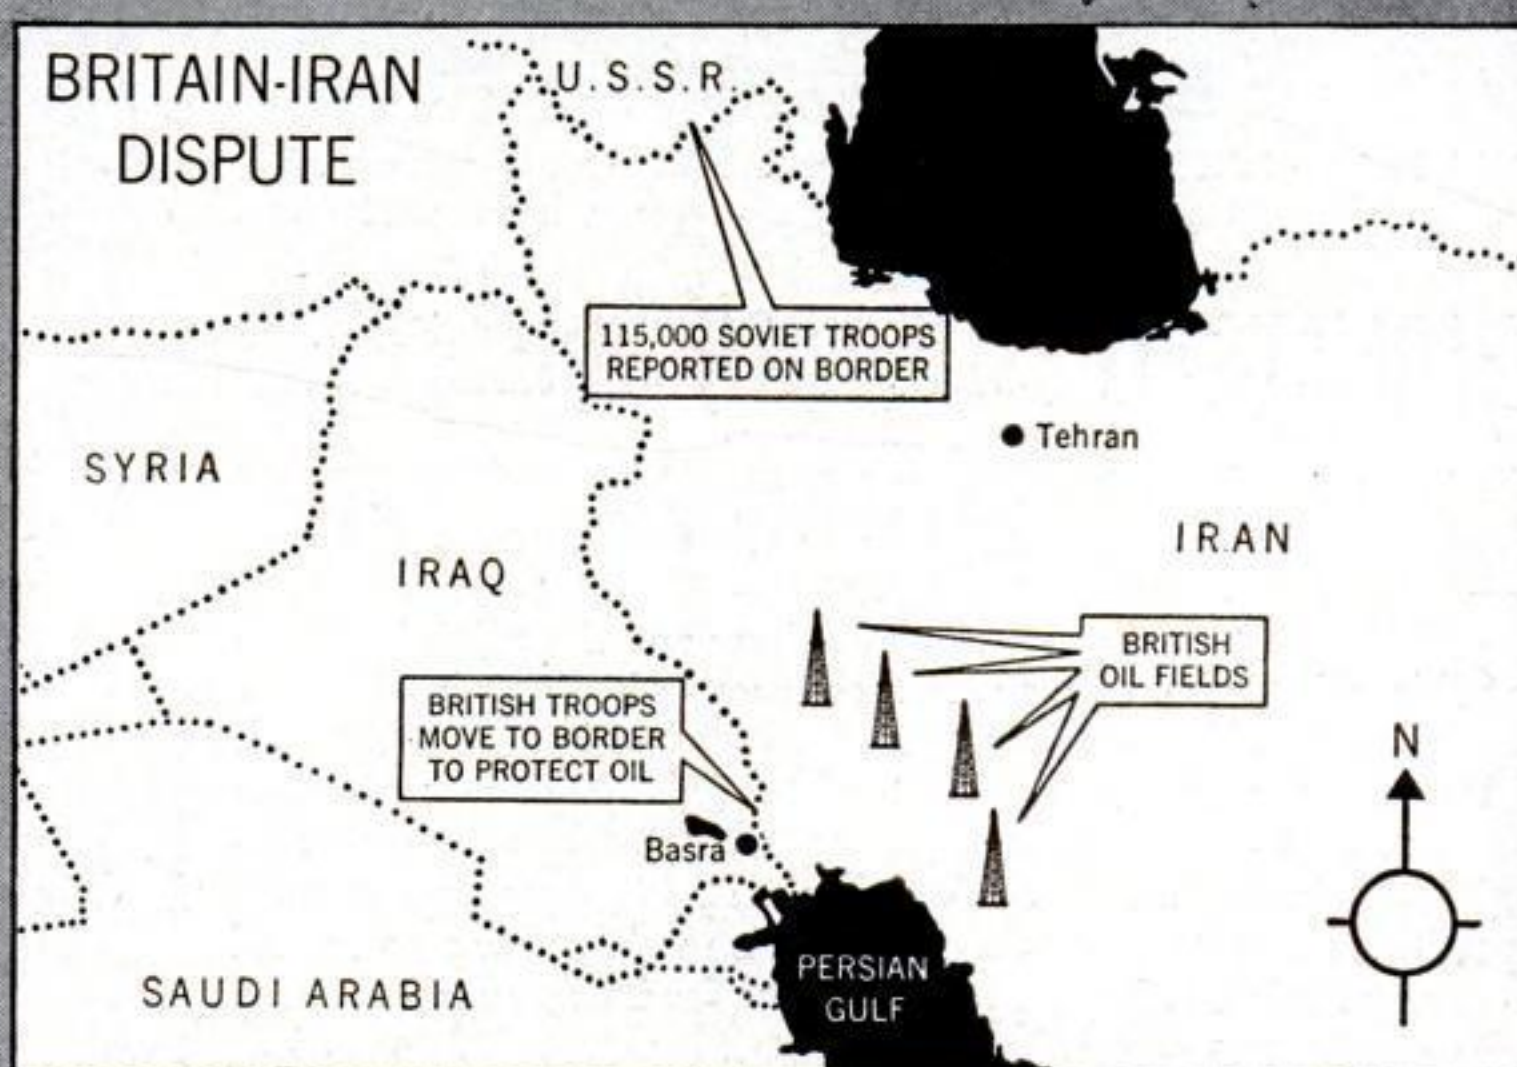 BRITAIN-IRAN
DISPUTE
U.S.S.R.
115,000 SOVIET TROOPS
REPORTED ON BORDER
Tehran
SYRIA
IRAN
IRAQ
BRITISH
OIL FIELDS
BRITISH TROOPS
MOVE TO BORDER
TO PROTECT OIL
N
Basra
PERSIAN
GULF
SAUDI ARABIA